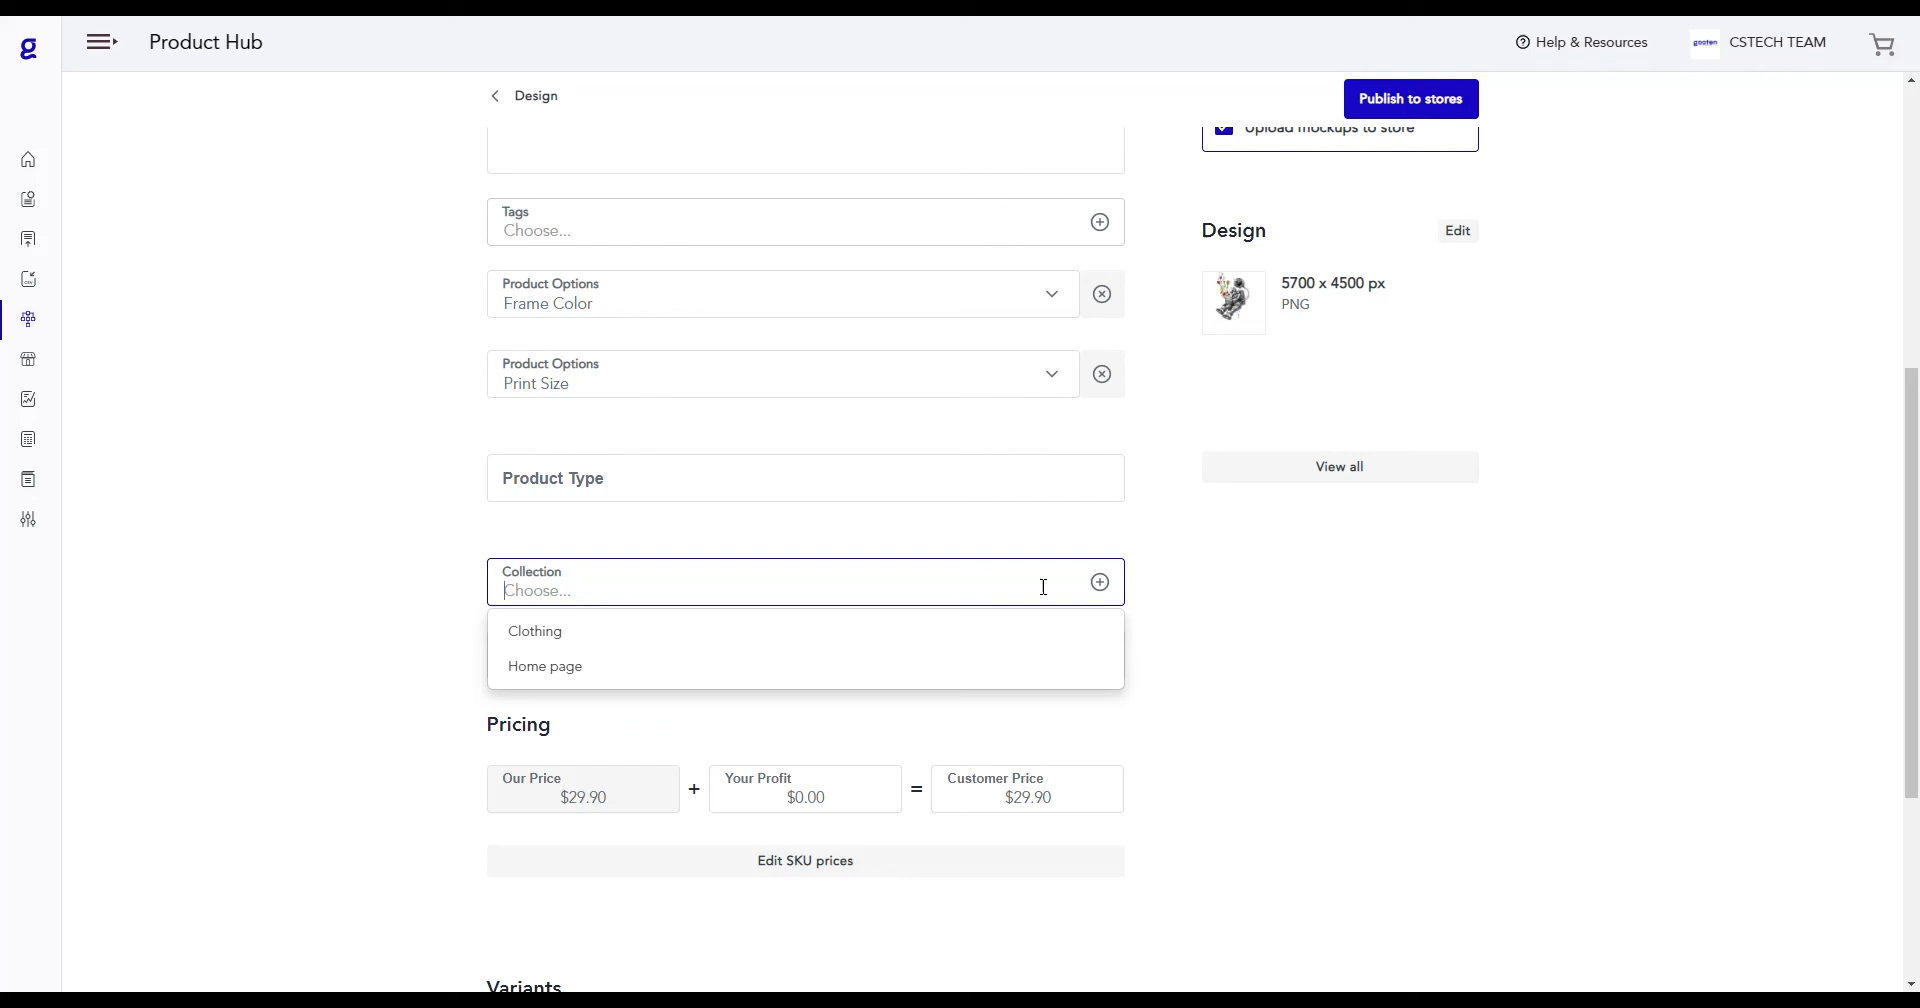 g
Product Hub
Help & Resources
gooten
CSTECH TEAM
Design
Publish to stores
Upload mockups to store
Tags
Choose...
Product Options
Frame Color
Product Options
Print Size
Product Type
Collection
Choose...
Clothing
Home page
Design
Edit
5700 x 4500 px
PNG
View all
Pricing
Our Price
$29.90
+
Your Profit
$0.00
=
Customer Price
$29.90
Edit SKU prices
Variants